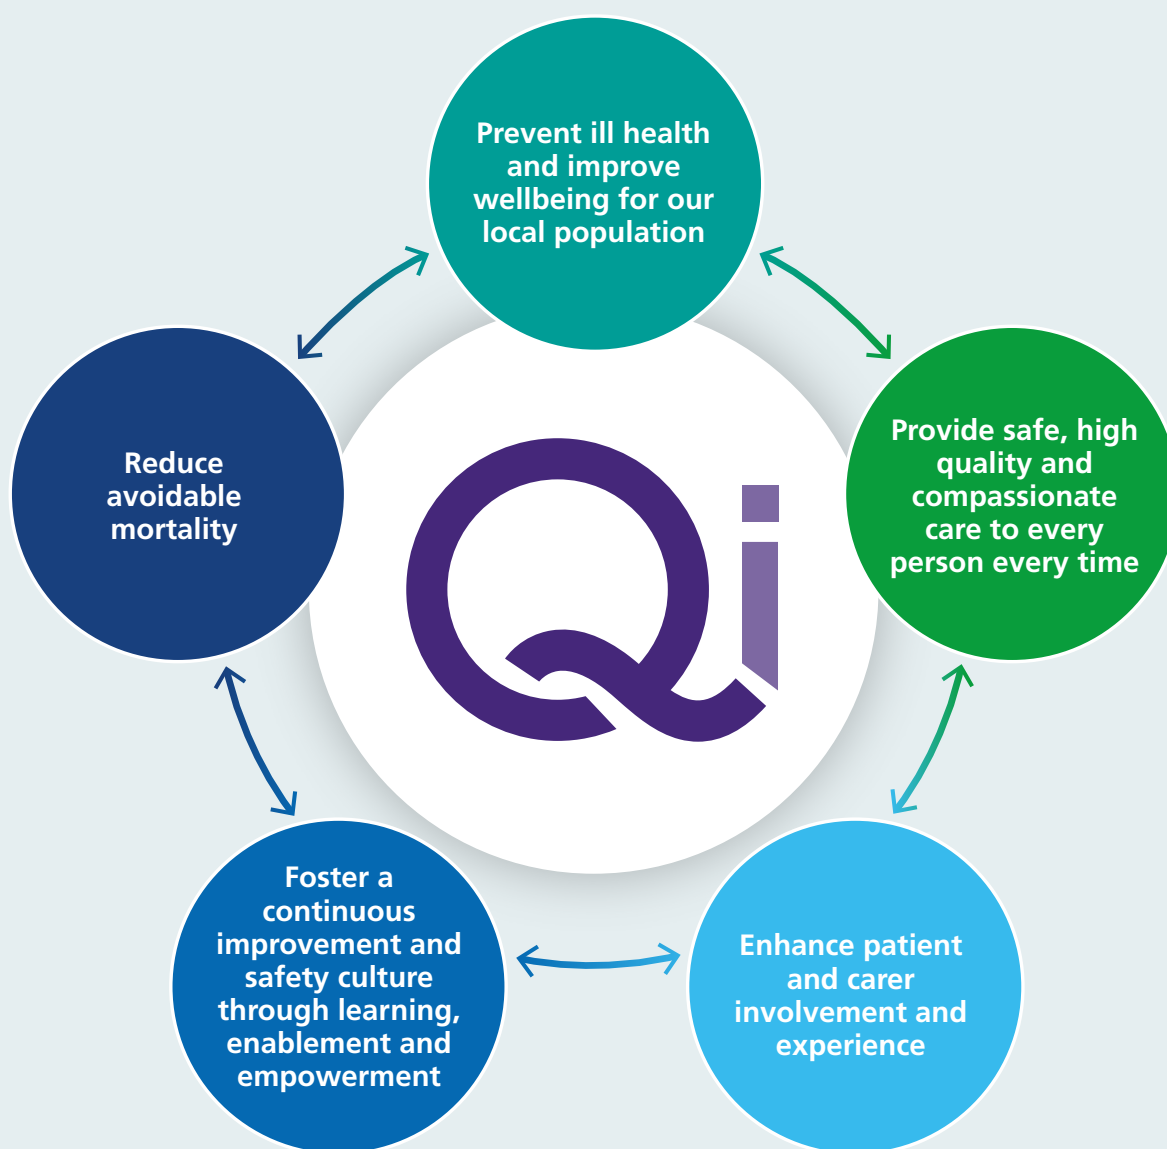 Prevent ill health
and improve
wellbeing for our
local population
Provide safe, high
quality and
compassionate
care to every
person every time
Enhance patient
and carer
involvement and
experience
Foster a
continuous
improvement and
safety culture
through learning,
enablement and
empowerment
Reduce
avoidable
mortality
Qi